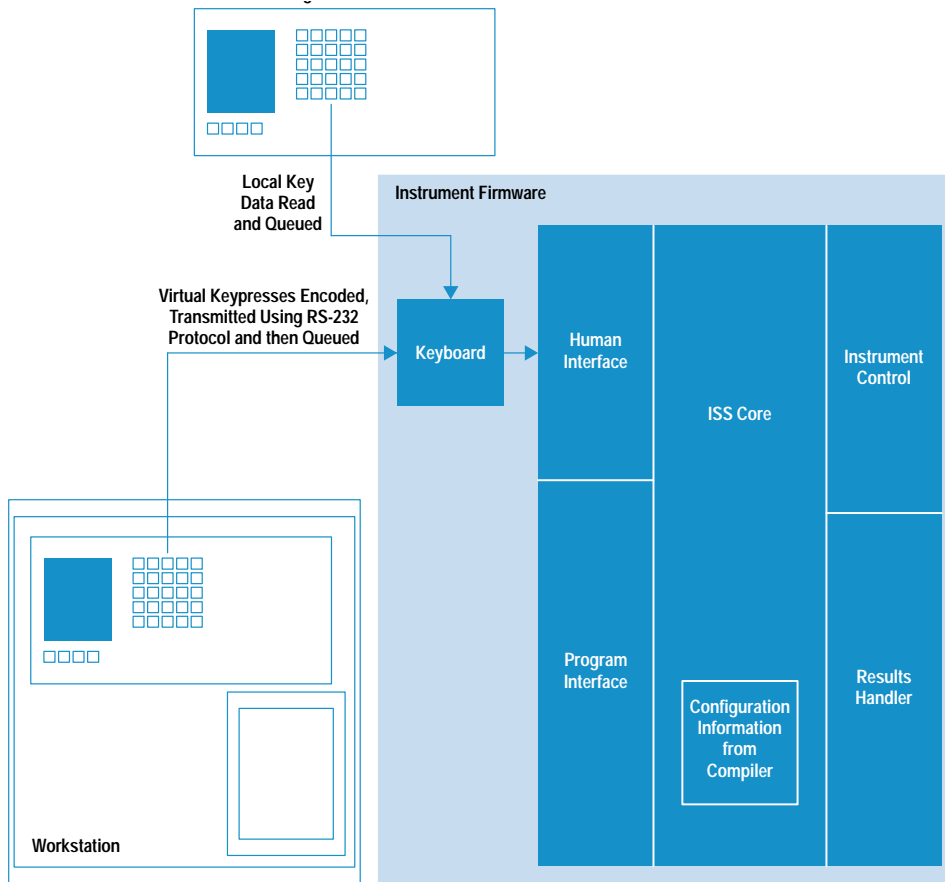 Local Key
Data Read
and Queued
Instrument Firmware
Virtual Keypresses Encoded,
Transmitted Using RS-232
Protocol and then Queued
Keyboard
Human
Interface
ISS Core
Instrument
Control
Program
Interface
Configuration
Information
from
Compiler
Results
Handler
Workstation